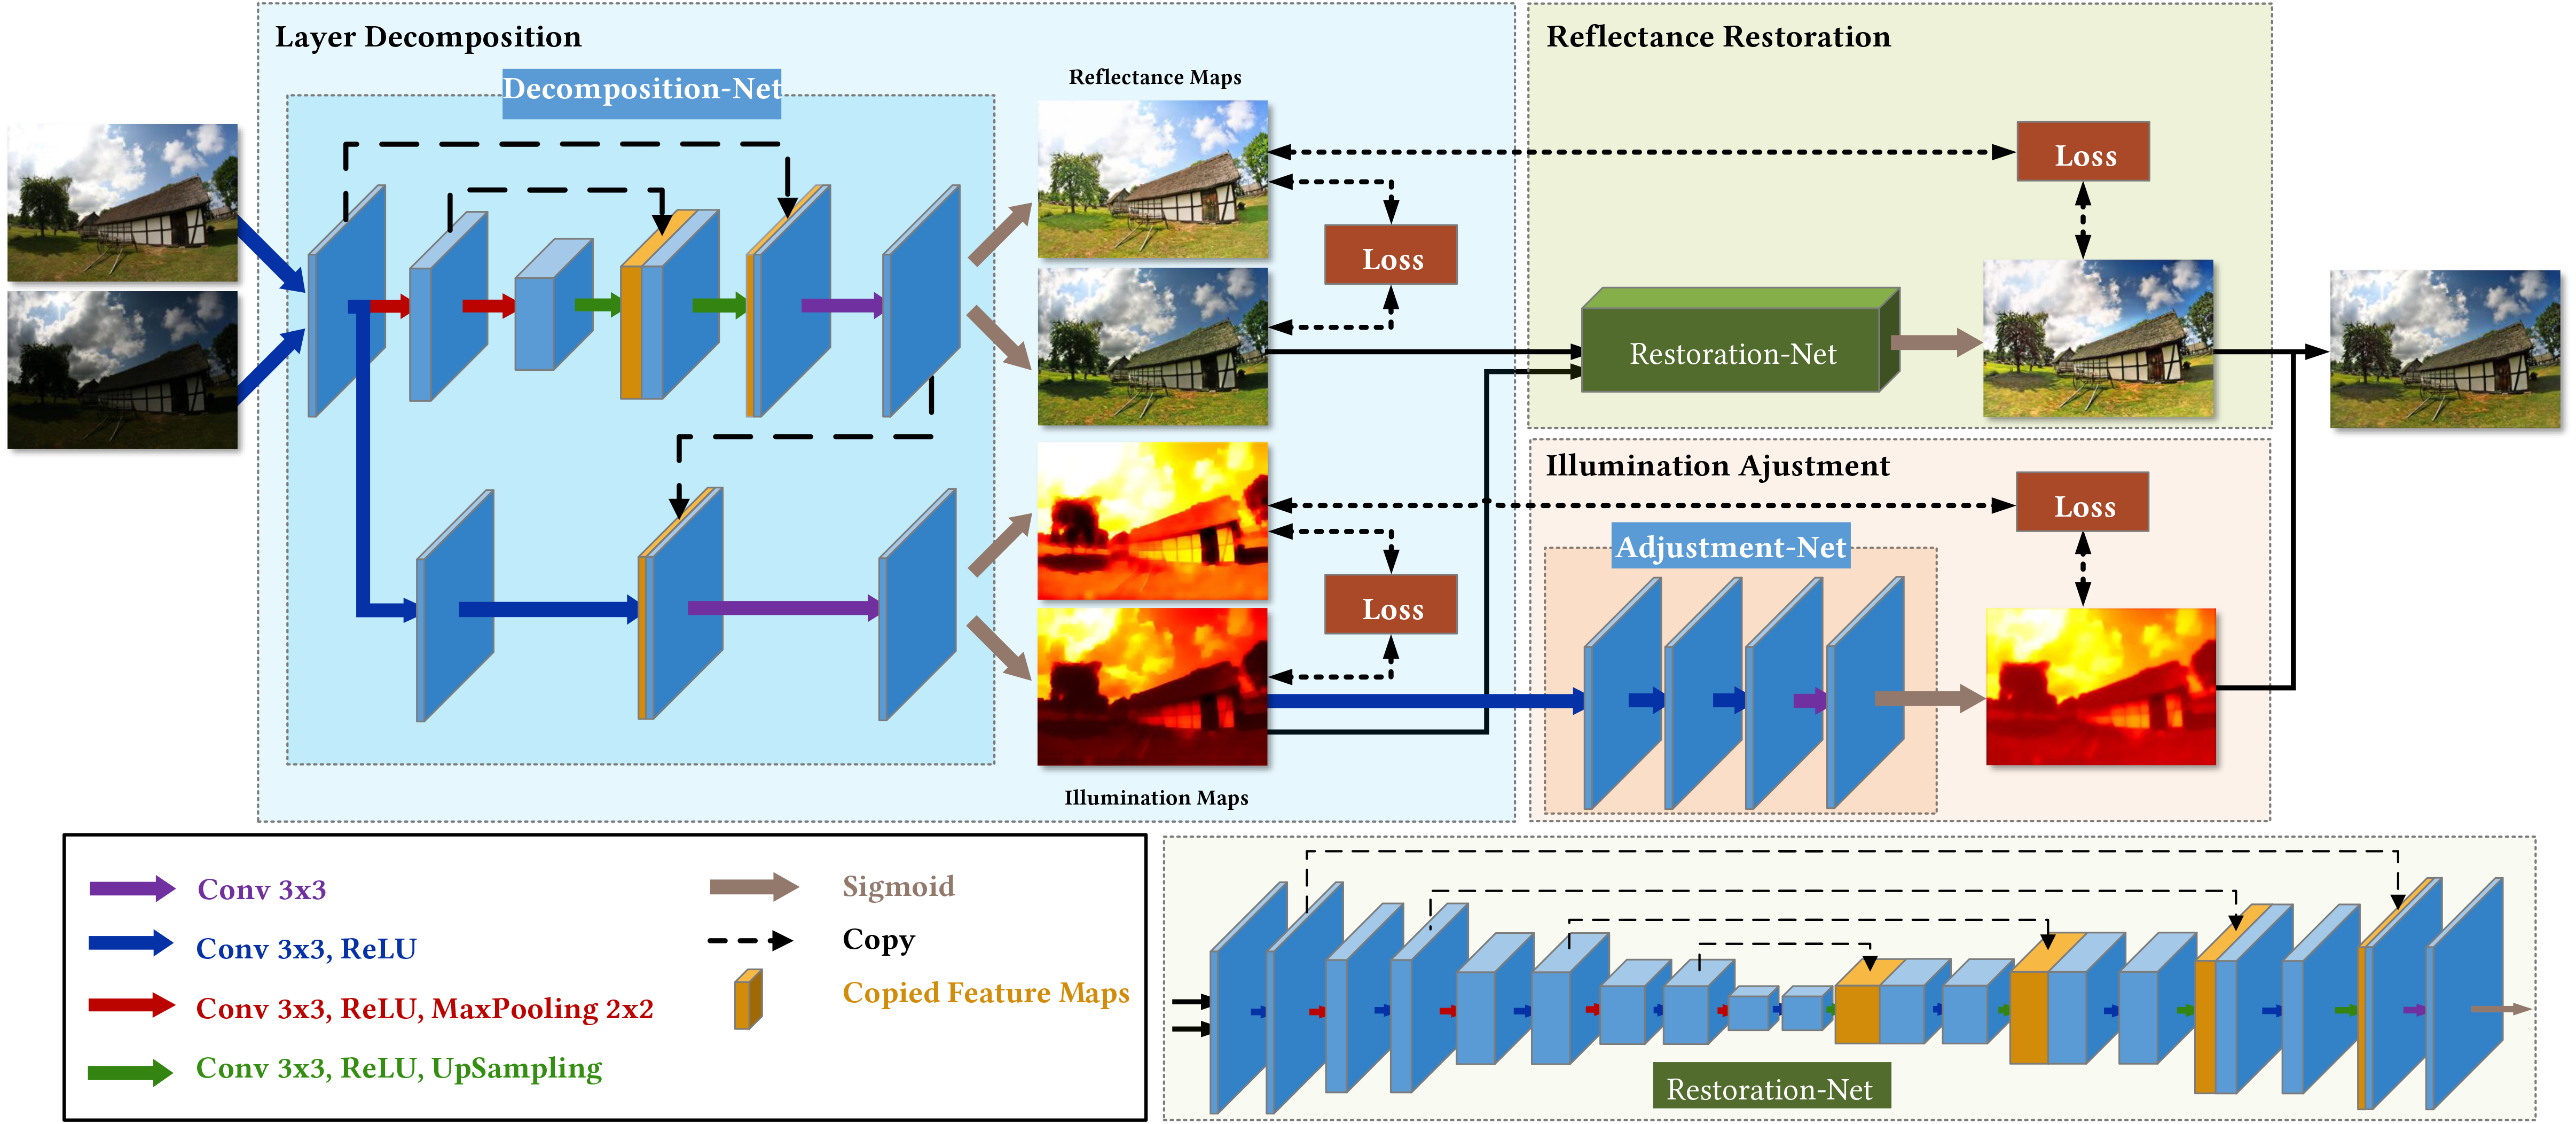 Layer Decomposition
Decomposition-Net
Reflectance Maps
Loss
Loss
Illumination Maps
Reflectance Restoration
Loss
Restoration-Net
Illumination Ajustment
Loss
Adjustment-Net
Conv 3x3
Conv 3x3, ReLU
Conv 3x3, ReLU, MaxPooling 2x2
Conv 3x3, ReLU, UpSampling
Sigmoid
Copy
Copied Feature Maps
Restoration-Net